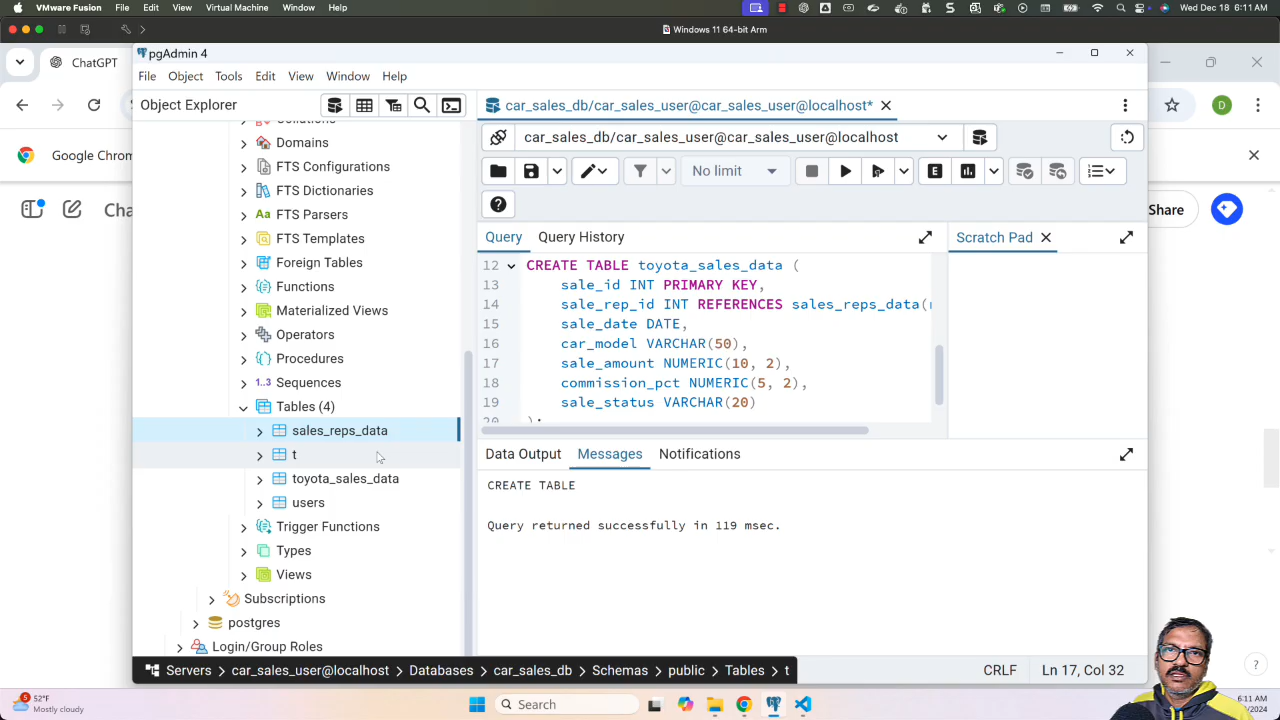 VMware Fusion File Edit View Virtual Machine Window Help Wed Dec 18 6:11 AM
Windows 11 64-bit Arm
ChatGPT
pgAdmin 4
File Object Tools Edit View Window Help
Object Explorer
car_sales_db/car_sales_user@car_sales_user@localhost*
D
car_sales_db/car_sales_user@car_sales_user@localhost
Google Chrom
No limit
E
Cha
Share
Domains
FTS Configurations
FTS Dictionaries
Aa FTS Parsers
FTS Templates
Foreign Tables
Functions
Materialized Views
Operators
Procedures
1..3 Sequences
Tables (4)
sales_reps_data
t
toyota_sales_data
users
Trigger Functions
Types
Views
Subscriptions
postgres
Login/Group Roles
Query Query History
Scratch Pad
12 CREATE TABLE toyota_sales_data (
13 sale_id INT PRIMARY KEY,
14 sale_rep_id INT REFERENCES sales_reps_data(
15 sale_date DATE,
16 car_model VARCHAR(50),
17 sale_amount NUMERIC(10, 2),
18 commission_pct NUMERIC(5, 2),
19 sale_status VARCHAR(20)
20 );
Data Output Messages Notifications
CREATE TABLE
Query returned successfully in 119 msec.
Servers > car_sales_user@localhost > Databases > car_sales_db > Schemas > public > Tables > t
CRLF Ln 17, Col 32
5
52°F
Mostly cloudy
Search
6:11 AM